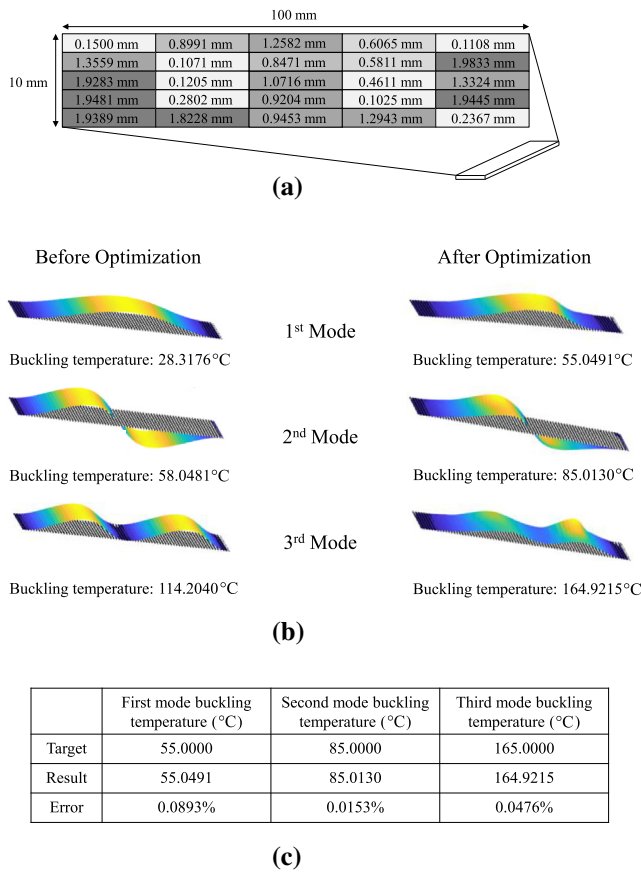 100 mm
10 mm
0.1500 mm 0.8991 mm 1.2582 mm 0.6065 mm 0.1108 mm
1.3559 mm 0.1071 mm 0.8471 mm 0.5811 mm 1.9833 mm
1.9283 mm 0.1205 mm 1.0716 mm 0.4611 mm 1.3324 mm
1.9481 mm 0.2802 mm 0.9204 mm 0.1025 mm 1.9445 mm
1.9389 mm 1.8228 mm 0.9453 mm 1.2943 mm 0.2367 mm
(a)
Before Optimization After Optimization
1st Mode
Buckling temperature: 28.3176°C Buckling temperature: 55.0491°C
2rd Mode
Buckling temperature: 58.0481°C Buckling temperature: 85.0130°C
3rd Mode
Buckling temperature: 114.2040°C Buckling temperature: 164.9215°C
(b)
First mode buckling Second mode buckling Third mode buckling
temperature (°C) temperature (°C) temperature (°C)
Target 55.0000 85.0000 165.0000
Result 55.0491 85.0130 164.9215
Error 0.0893% 0.0153% 0.0476%
(c)